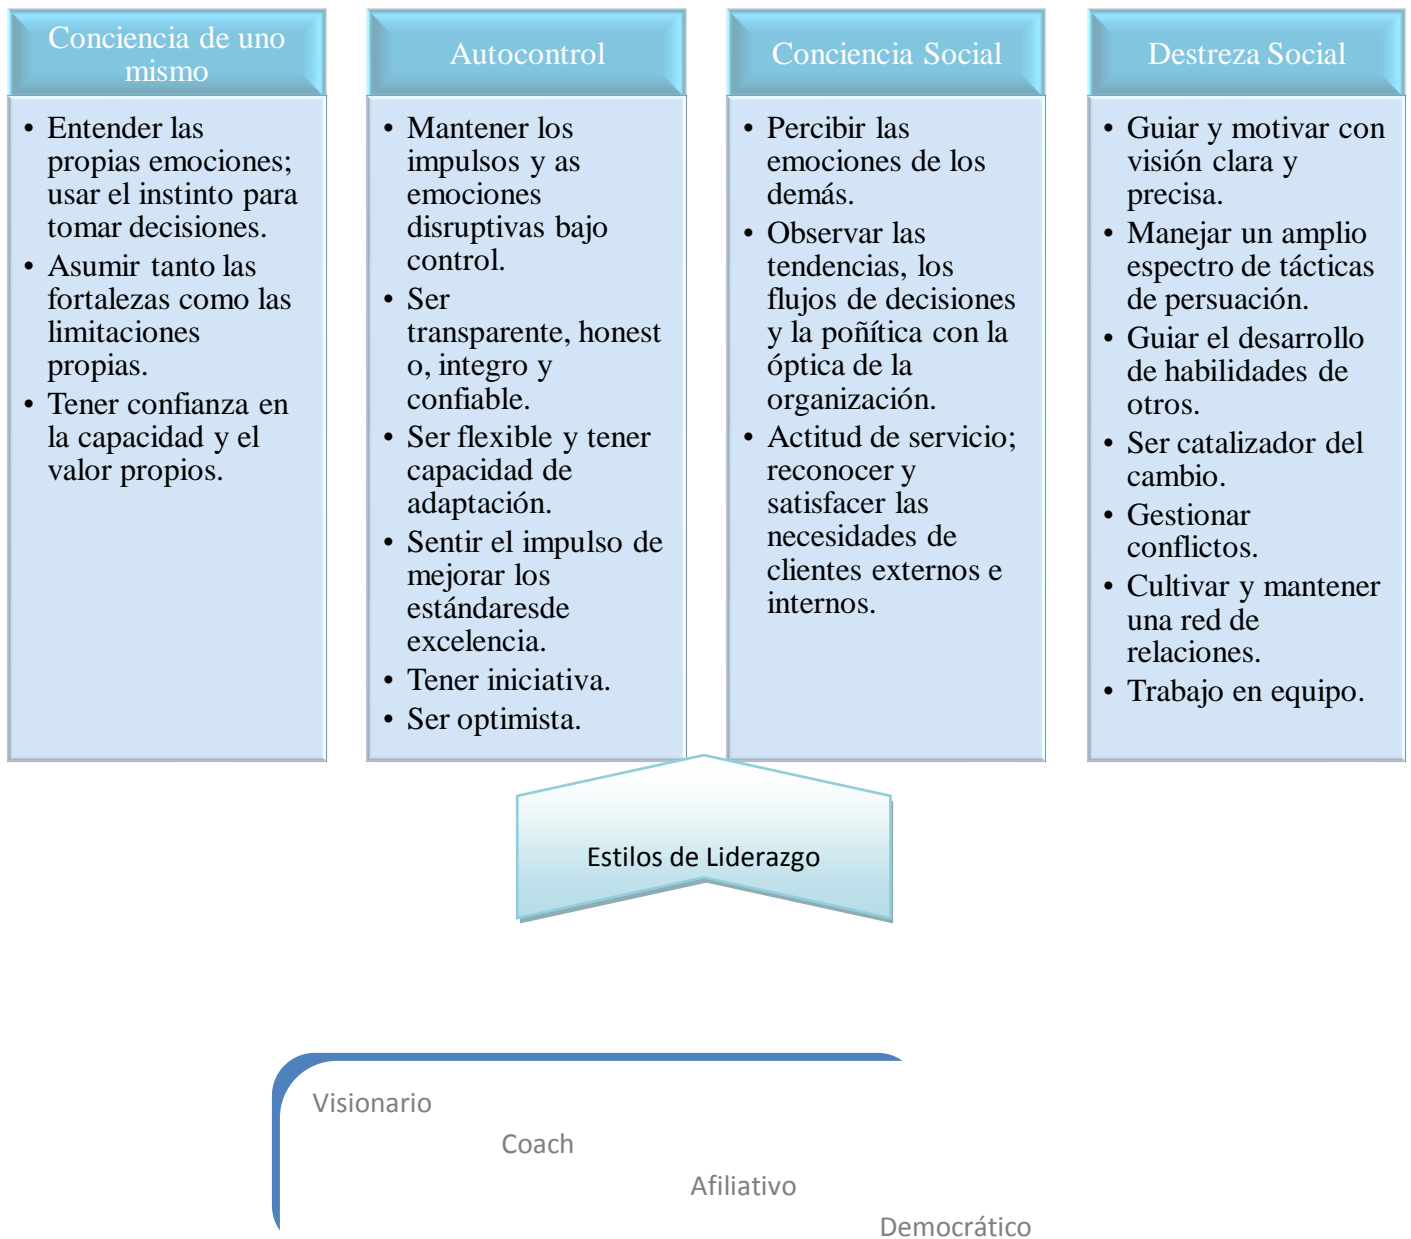 Conciencia de uno
mismo
• Entender las
propias emociones;
usar el instinto para
tomar decisiones.
• Asumir tanto las
fortalezas como las
limitaciones
propias.
• Tener confianza en
la capacidad y el
valor propios.
Autocontrol
• Mantener los
impulsos y as
emociones
disruptivas bajo
control.
• Ser
transparente, honest
o, integro y
confiable.
• Ser flexible y tener
capacidad de
adaptación.
• Sentir el impulso de
mejorar los
estándaresde
excelencia.
• Tener iniciativa.
• Ser optimista.
Conciencia Social
• Percibir las
emociones de los
demás.
• Observar las
tendencias, los
flujos de decisiones
y la poñítica con la
óptica de la
organización.
• Actitud de servicio;
reconocer y
satisfacer las
necesidades de
clientes externos e
internos.
Destreza Social
• Guiar y motivar con
visión clara y
precisa.
• Manejar un amplio
espectro de tácticas
de persuación.
• Guiar el desarrollo
de habilidades de
otros.
• Ser catalizador del
cambio.
• Gestionar
conflictos.
• Cultivar y mantener
una red de
relaciones.
• Trabajo en equipo.
Estilos de Liderazgo
Visionario
Coach
Afiliativo
Democrático